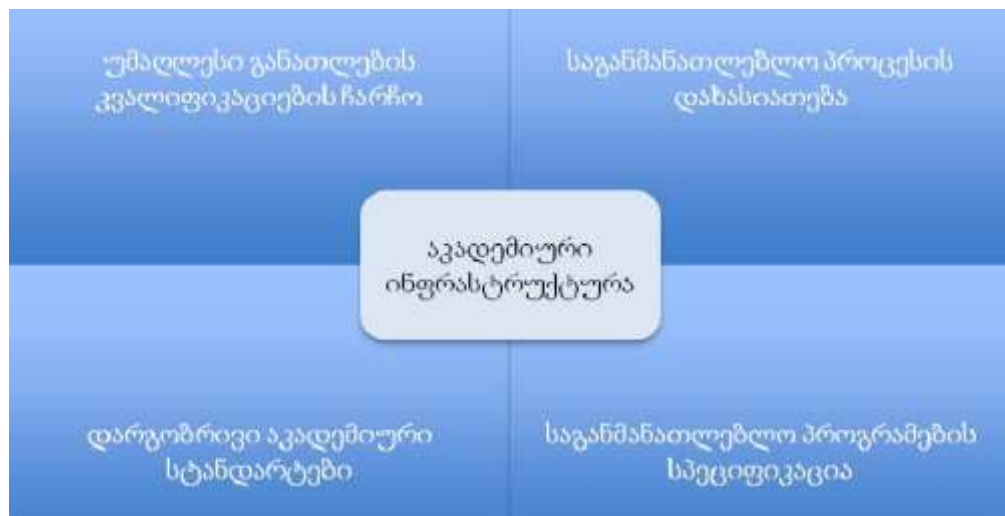 უმაღლესი განათლების
კვალიფიკაციების ჩარჩო
საგანმანათლებლო პროცესის
დახასიათება
აკადემიური
ინფრასტრუქტურა
დარგობრივი აკადემიური
სტანდარტები
საგანმანათლებლო პროგრამების
სპეციფიკაცია